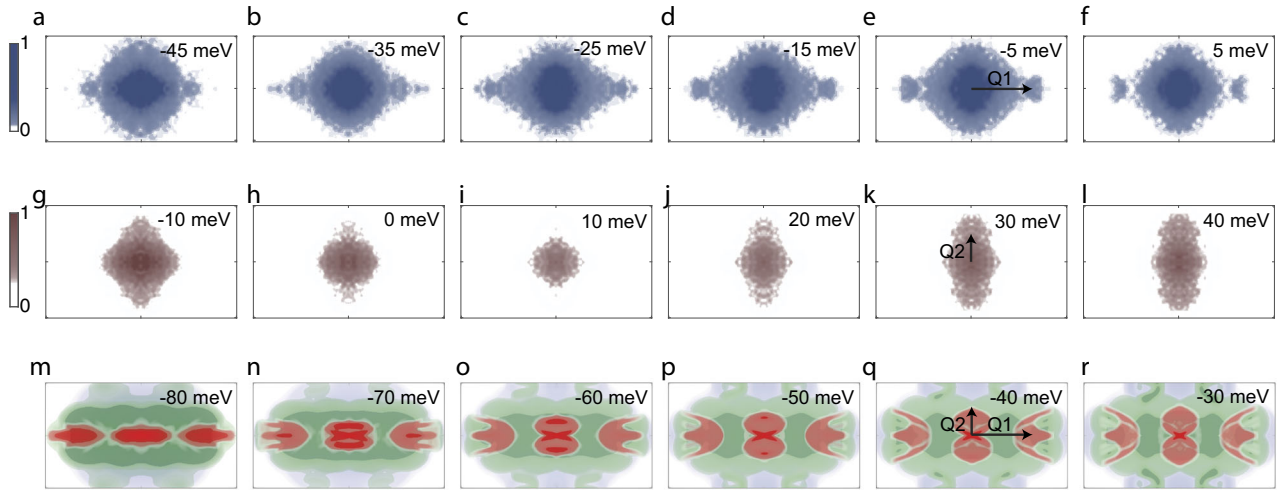 a b c d e f
1 -45 meV -35 meV -25 meV -15 meV -5 meV 5 meV
Q1
0
g h i j k l
1 -10 meV 0 meV 10 meV 20 meV 30 meV 40 meV
Q2
0
m n o p q r
-80 meV -70 meV -60 meV -50 meV -40 meV -30 meV
Q2 Q1